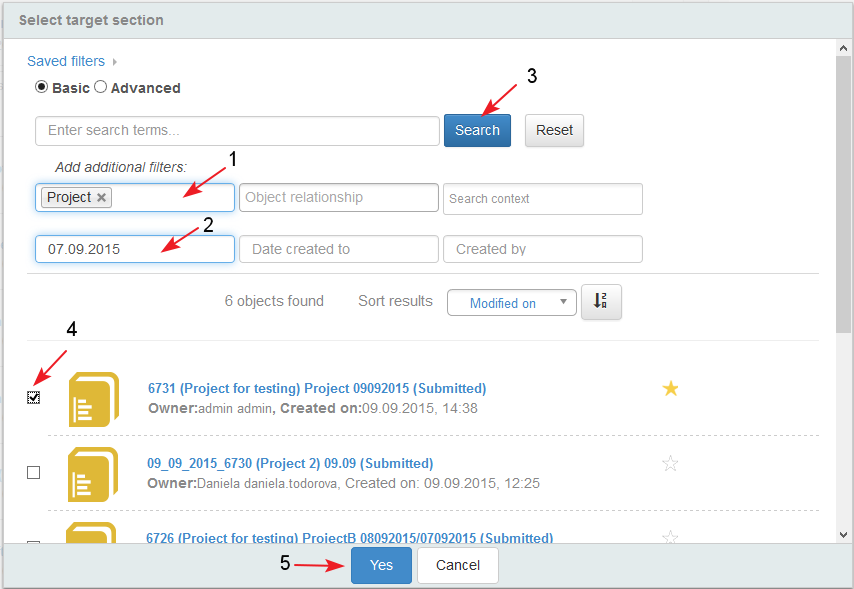 Select target section
Saved filters
Basic Advanced
3
Enter search terms... Search Reset
Add additional filters: 1
Project Object relationship Search context
2
07.09.2015 Date created to Created by
6 objects found Sort results Modified on
4
6731 (Project for testing) Project 09092015 (Submitted)
Owner:admin admin, Created on:09.09.2015, 14:38
09_09_2015_6730 (Project 2) 09.09 (Submitted)
Owner:Daniela daniela.todorova, Created on: 09.09.2015, 12:25
6726 (Project for testing) ProjectB 08092015/07092015 (Submitted)
5 Yes Cancel